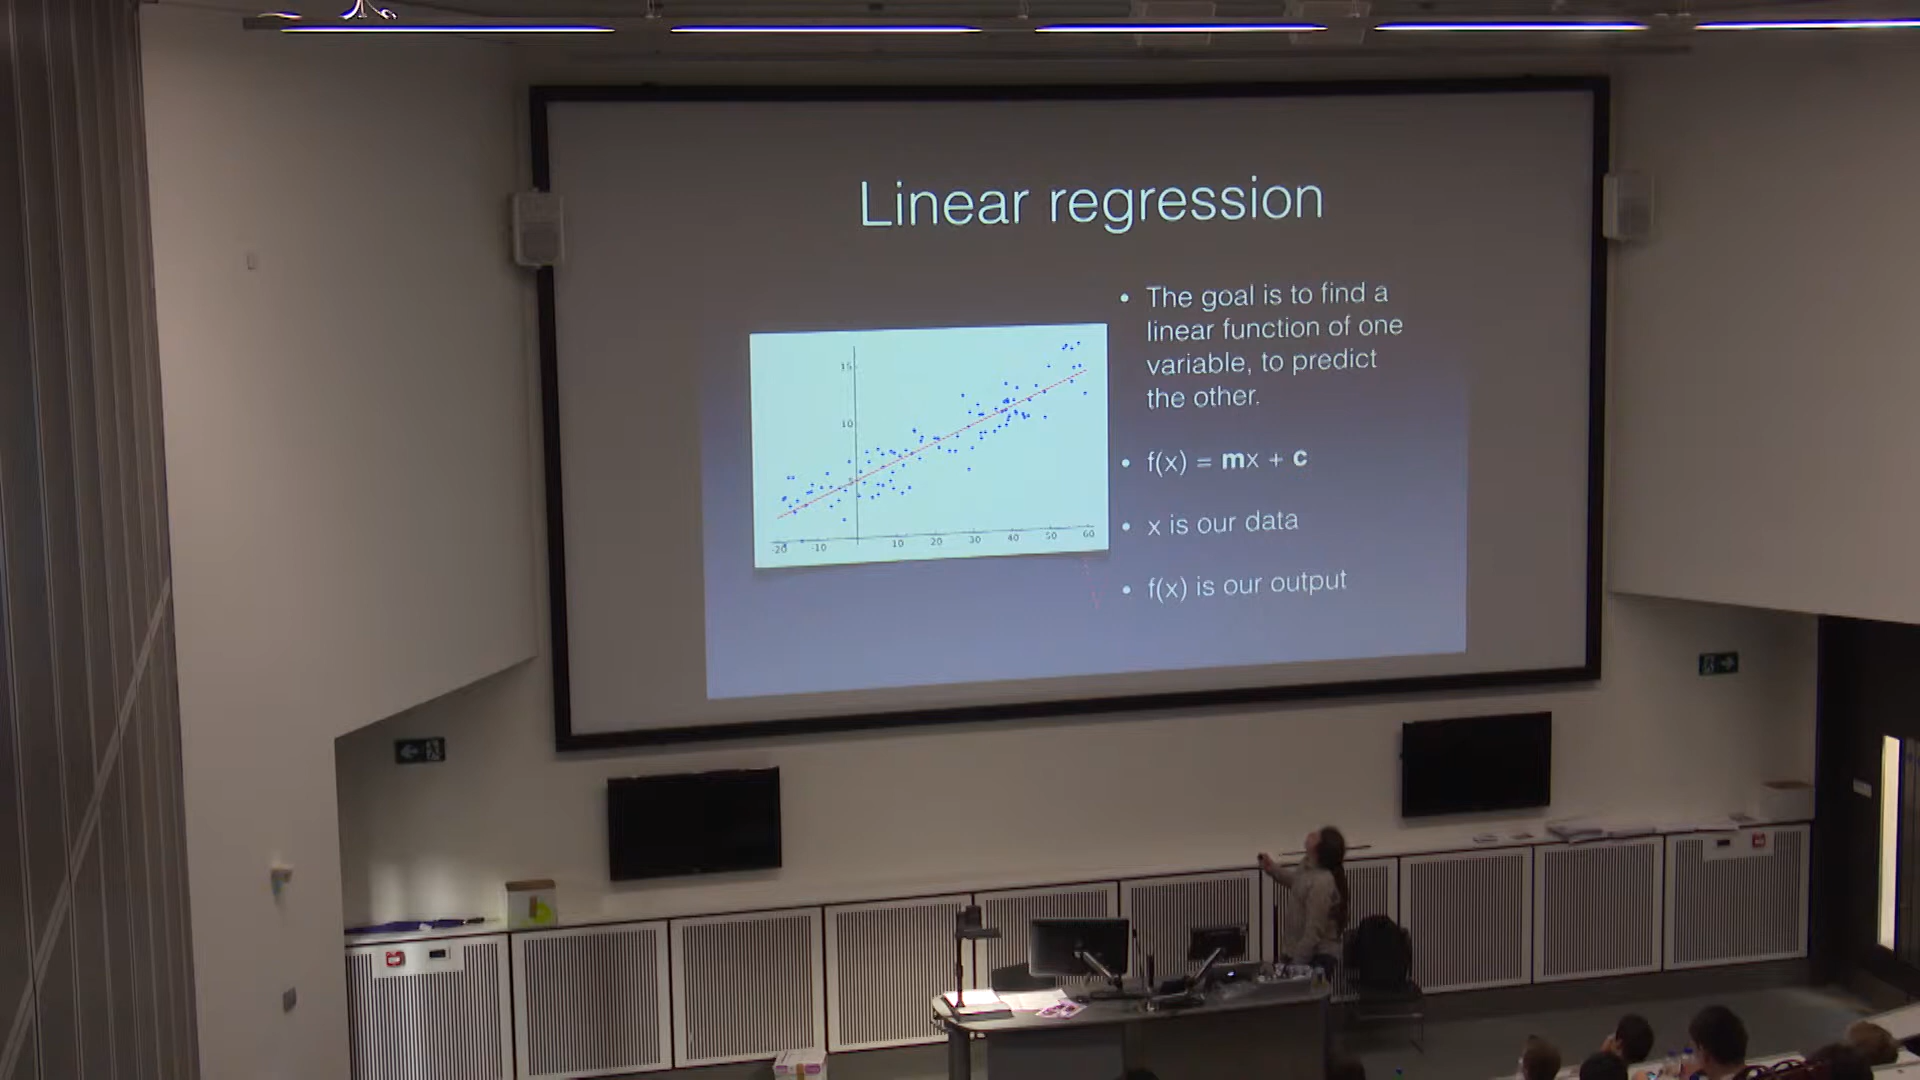 Linear regression
• The goal is to find a
linear function of one
variable, to predict
the other.
• f(x) = mx + c
• x is our data
• f(x) is our output
15
10
5
-20 -10 10 20 30 40 50 60